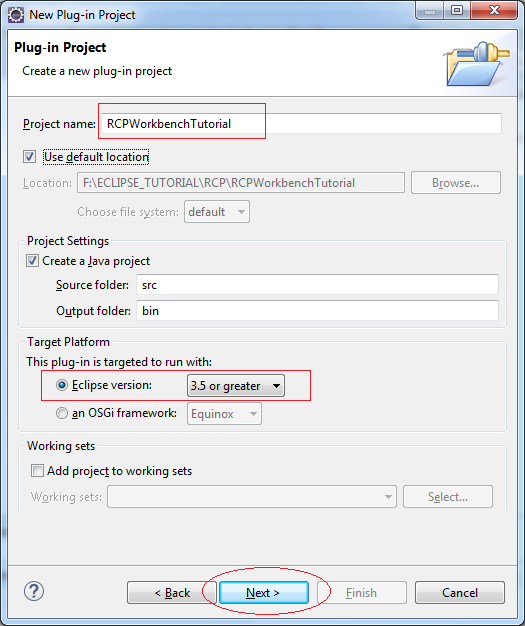 New Plug-in Project
Plug-in Project
Create a new plug-in project
Project name: RCPWorkbenchTutorial
Use default location
Location: F:\ECLIPSE_TUTORIAL\RCP\RCPWorkbenchTutorial Browse...
Choose file system: default
Project Settings
Create a Java project
Source folder: src
Output folder: bin
Target Platform
This plug-in is targeted to run with:
Eclipse version: 3.5 or greater
an OSGi framework: Equinox
Working sets
Add project to working sets
Working sets: Select...
? < Back Next > Finish Cancel